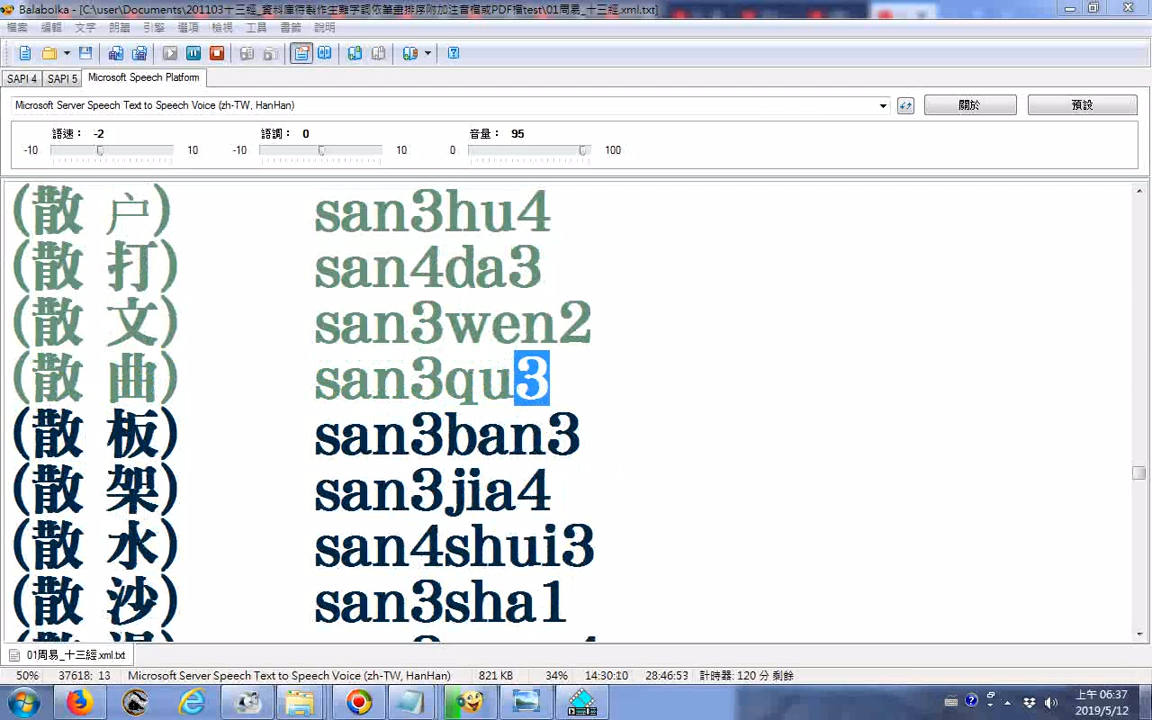 Balabolka - [C:\user\Documents\201103十三經_資料庫待製作生難字詞依筆畫排序附加注音檔或PDF檔test\01周易_十三經.xml.txt]
檔案 編輯 文字 朗讀 引擎 選項 檢視 工具 書籤 說明
SAPI 4 SAPI 5 Microsoft Speech Platform
Microsoft Server Speech Text to Speech Voice (zh-TW, HanHan) 關於 預設
語速： -2 語調： 0 音量： 95
-10 10 -10 10 0 100
(散 户) san3hu4
(散 打) san4da3
(散 文) san3wen2
(散 曲) san3qu3
(散 板) san3ban3
(散 架) san3jia4
(散 水) san4shui3
(散 沙) san3sha1
01周易_十三經.xml.txt
50% 37618: 13 Microsoft Server Speech Text to Speech Voice (zh-TW, HanHan) 821 KB 34% 14:30:10 28:46:53 計時器: 120 分 剩餘
上午 06:37
2019/5/12